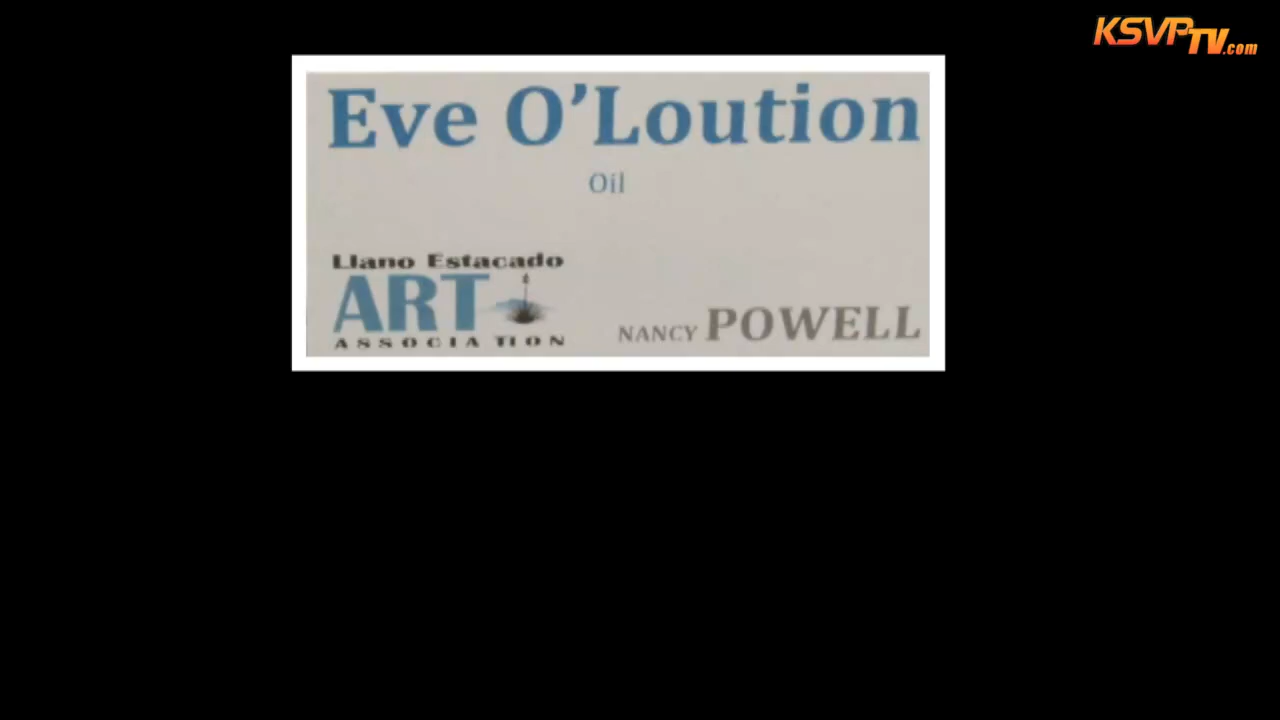 KSVPTV.com
Eve O'Loution
Oil
Llano Estacado
ART
ASSOCIATION
NANCY POWELL